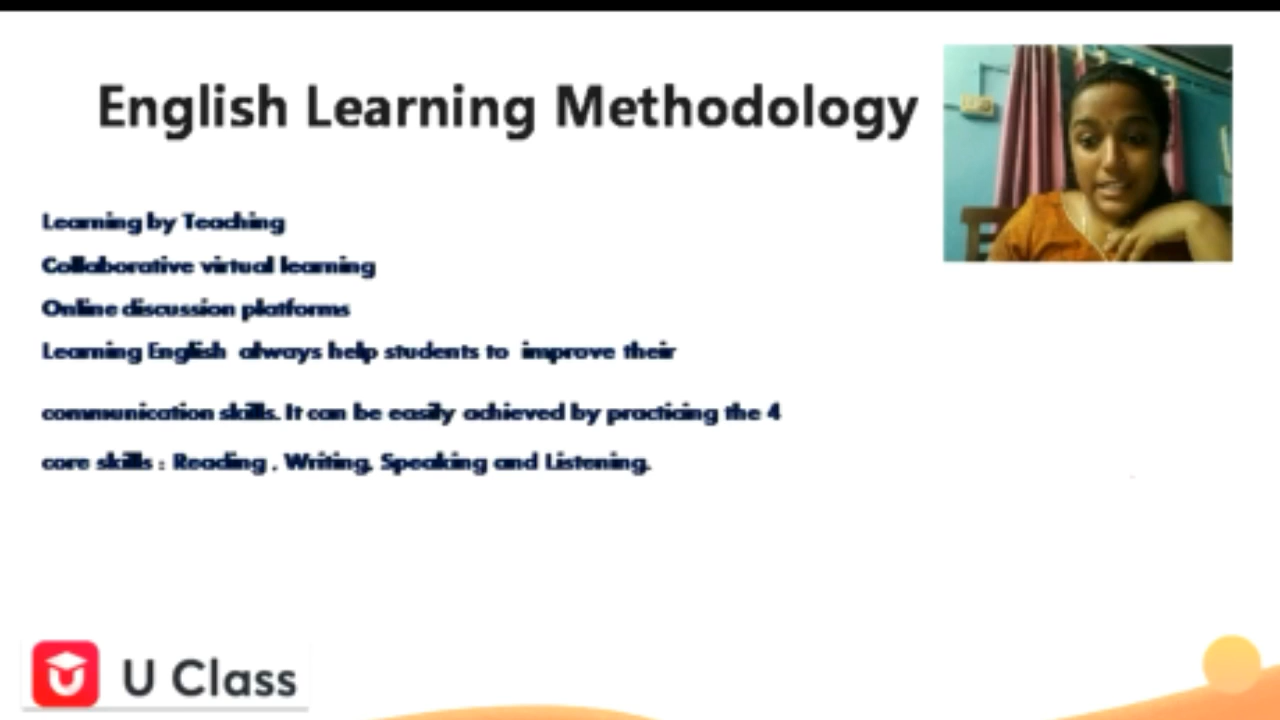 English Learning Methodology
Learning by Teaching
Collaborative virtual learning
Online discussion platforms
Learning English always help students to improve their
communication skills. It can be easily achieved by practicing the 4
core skills : Reading , Writing, Speaking and Listening.
U Class